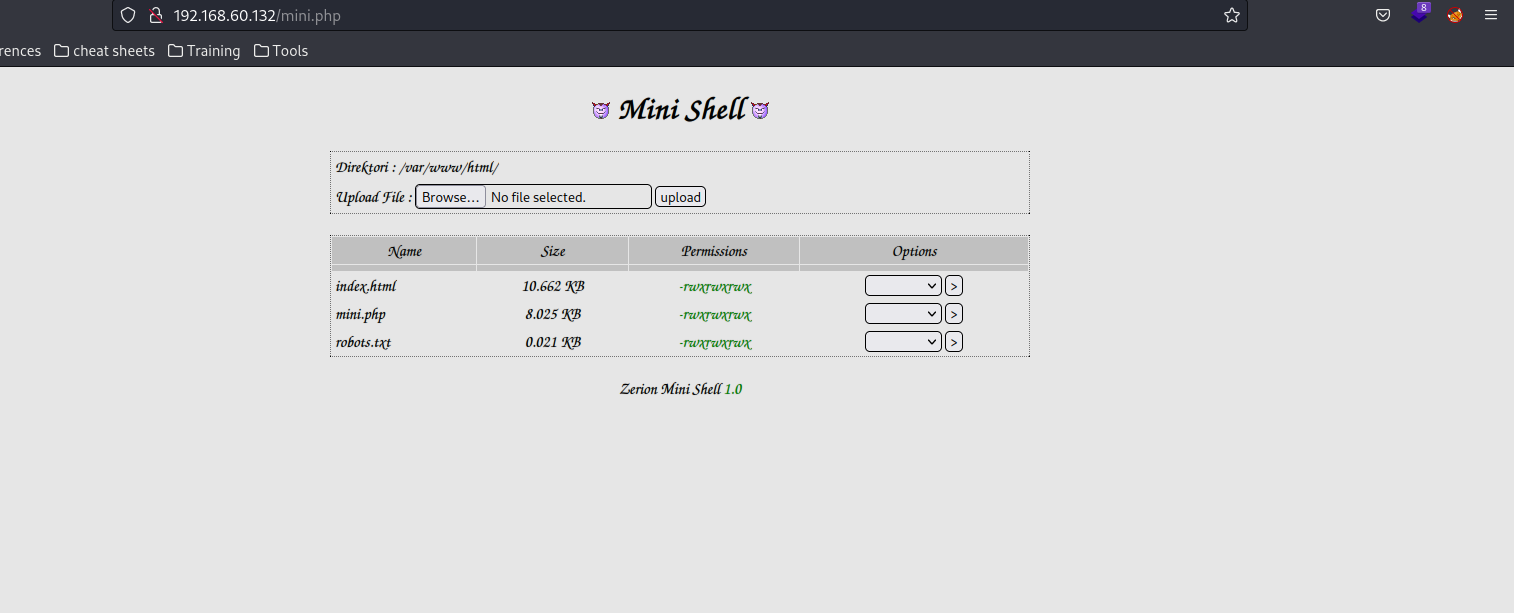 192.168.60.132/mini.php
8
rences cheat sheets Training Tools
Mini Shell
Direktori : /var/www/html/
Upload File : Browse... No file selected. upload
Name Size Permissions Options
index.html 10.662 KB -rwxrwxrwx >
mini.php 8.025 KB -rwxrwxrwx >
robots.txt 0.021 KB -rwxrwxrwx >
Zerion Mini Shell 1.0